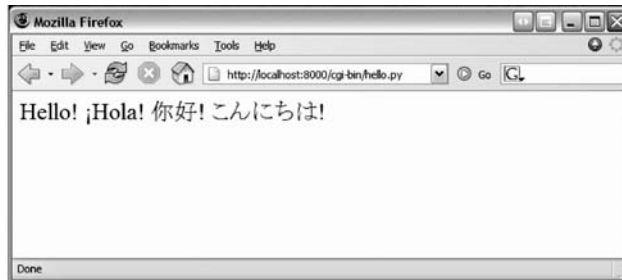 Mozilla Firefox
File Edit View Go Bookmarks Tools Help
http://localhost:8000/cgi-bin/hello.py Go G
Hello! ¡Hola! 你好! こんにちは!
Done